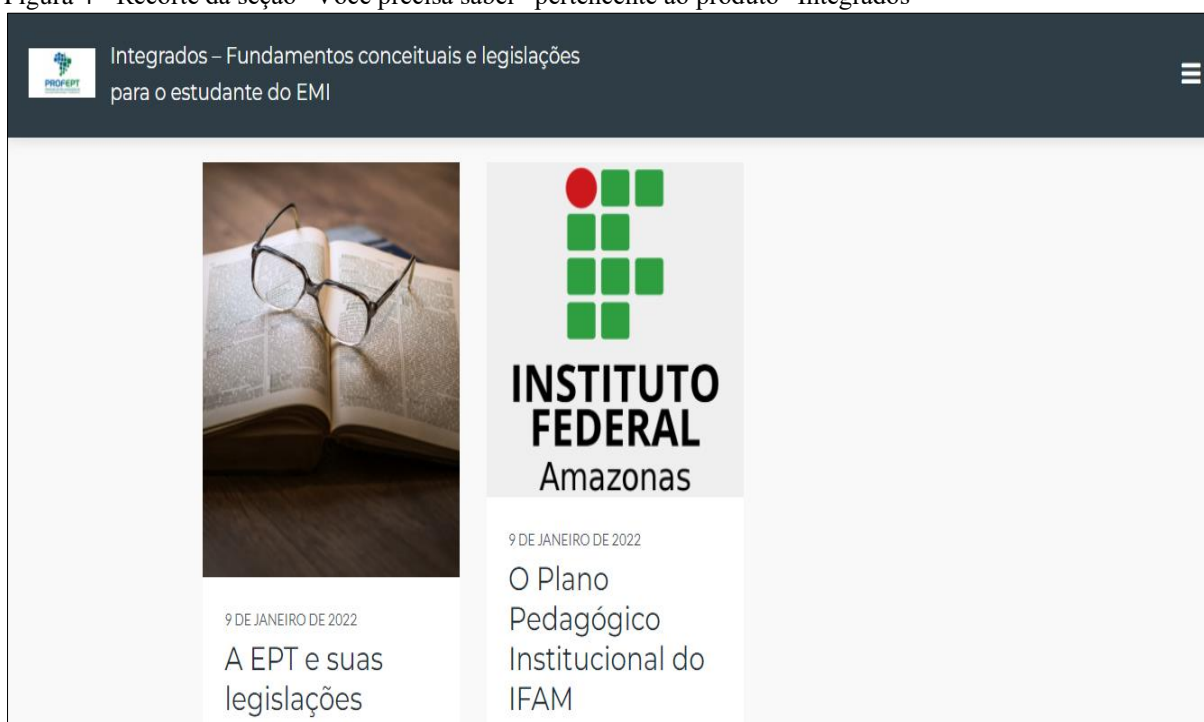 Integrados – Fundamentos conceituais e legislações
para o estudante do EMI
PROFEPT
9 DE JANEIRO DE 2022
A EPT e suas
legislações
INSTITUTO
FEDERAL
Amazonas
9 DE JANEIRO DE 2022
O Plano
Pedagógico
Institucional do
IFAM